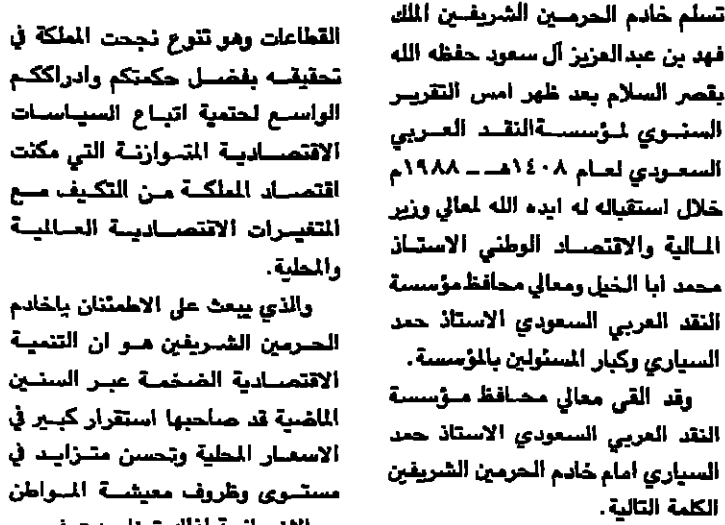 تسلم خادم الحرمين الشريفين الملك
فهد بن عبدالعزيز آل سعود حفظه الله
بقصر السلام بعد ظهر امس التقرير
السنوي لمؤسسةالنقد العربي
السعودي لعام ١٤٠٨هـ ــ ١٩٨٨م
خلال استقباله له ايده الله لمعالي وزير
المالية والاقتصاد الوطني الاستاذ
محمد أبا الخيل ومعالي محافظ مؤسسة
النقد العربي السعودي الاستاذ حمد
السياري وكبار المسئولين بالمؤسسة.
وقد القى معالي محافظ مؤسسة
النقد العربي السعودي الاستاذ حمد
السياري امام خادم الحرمين الشريفين
الكلمة التالية.
القطاعات وهو تنوع نجحت المملكة في
تحقيقه بفضل حكمتكم وادراككم
الواسع لحتمية اتباع السياسات
الاقتصادية المتوازنة التي مكنت
اقتصاد المملكة من التكيف مع
المتغيرات الاقتصادية العالمية
والمحلية.
والذي يبعث على الاطمئنان ياخادم
الحرمين الشريفين هو ان التنمية
الاقتصادية الضخمة عبر السنين
الماضية قد صاحبها استقرار كبير في
الاسعار المحلية وتحسن متزايد في
مستوى وظروف معيشة المواطن